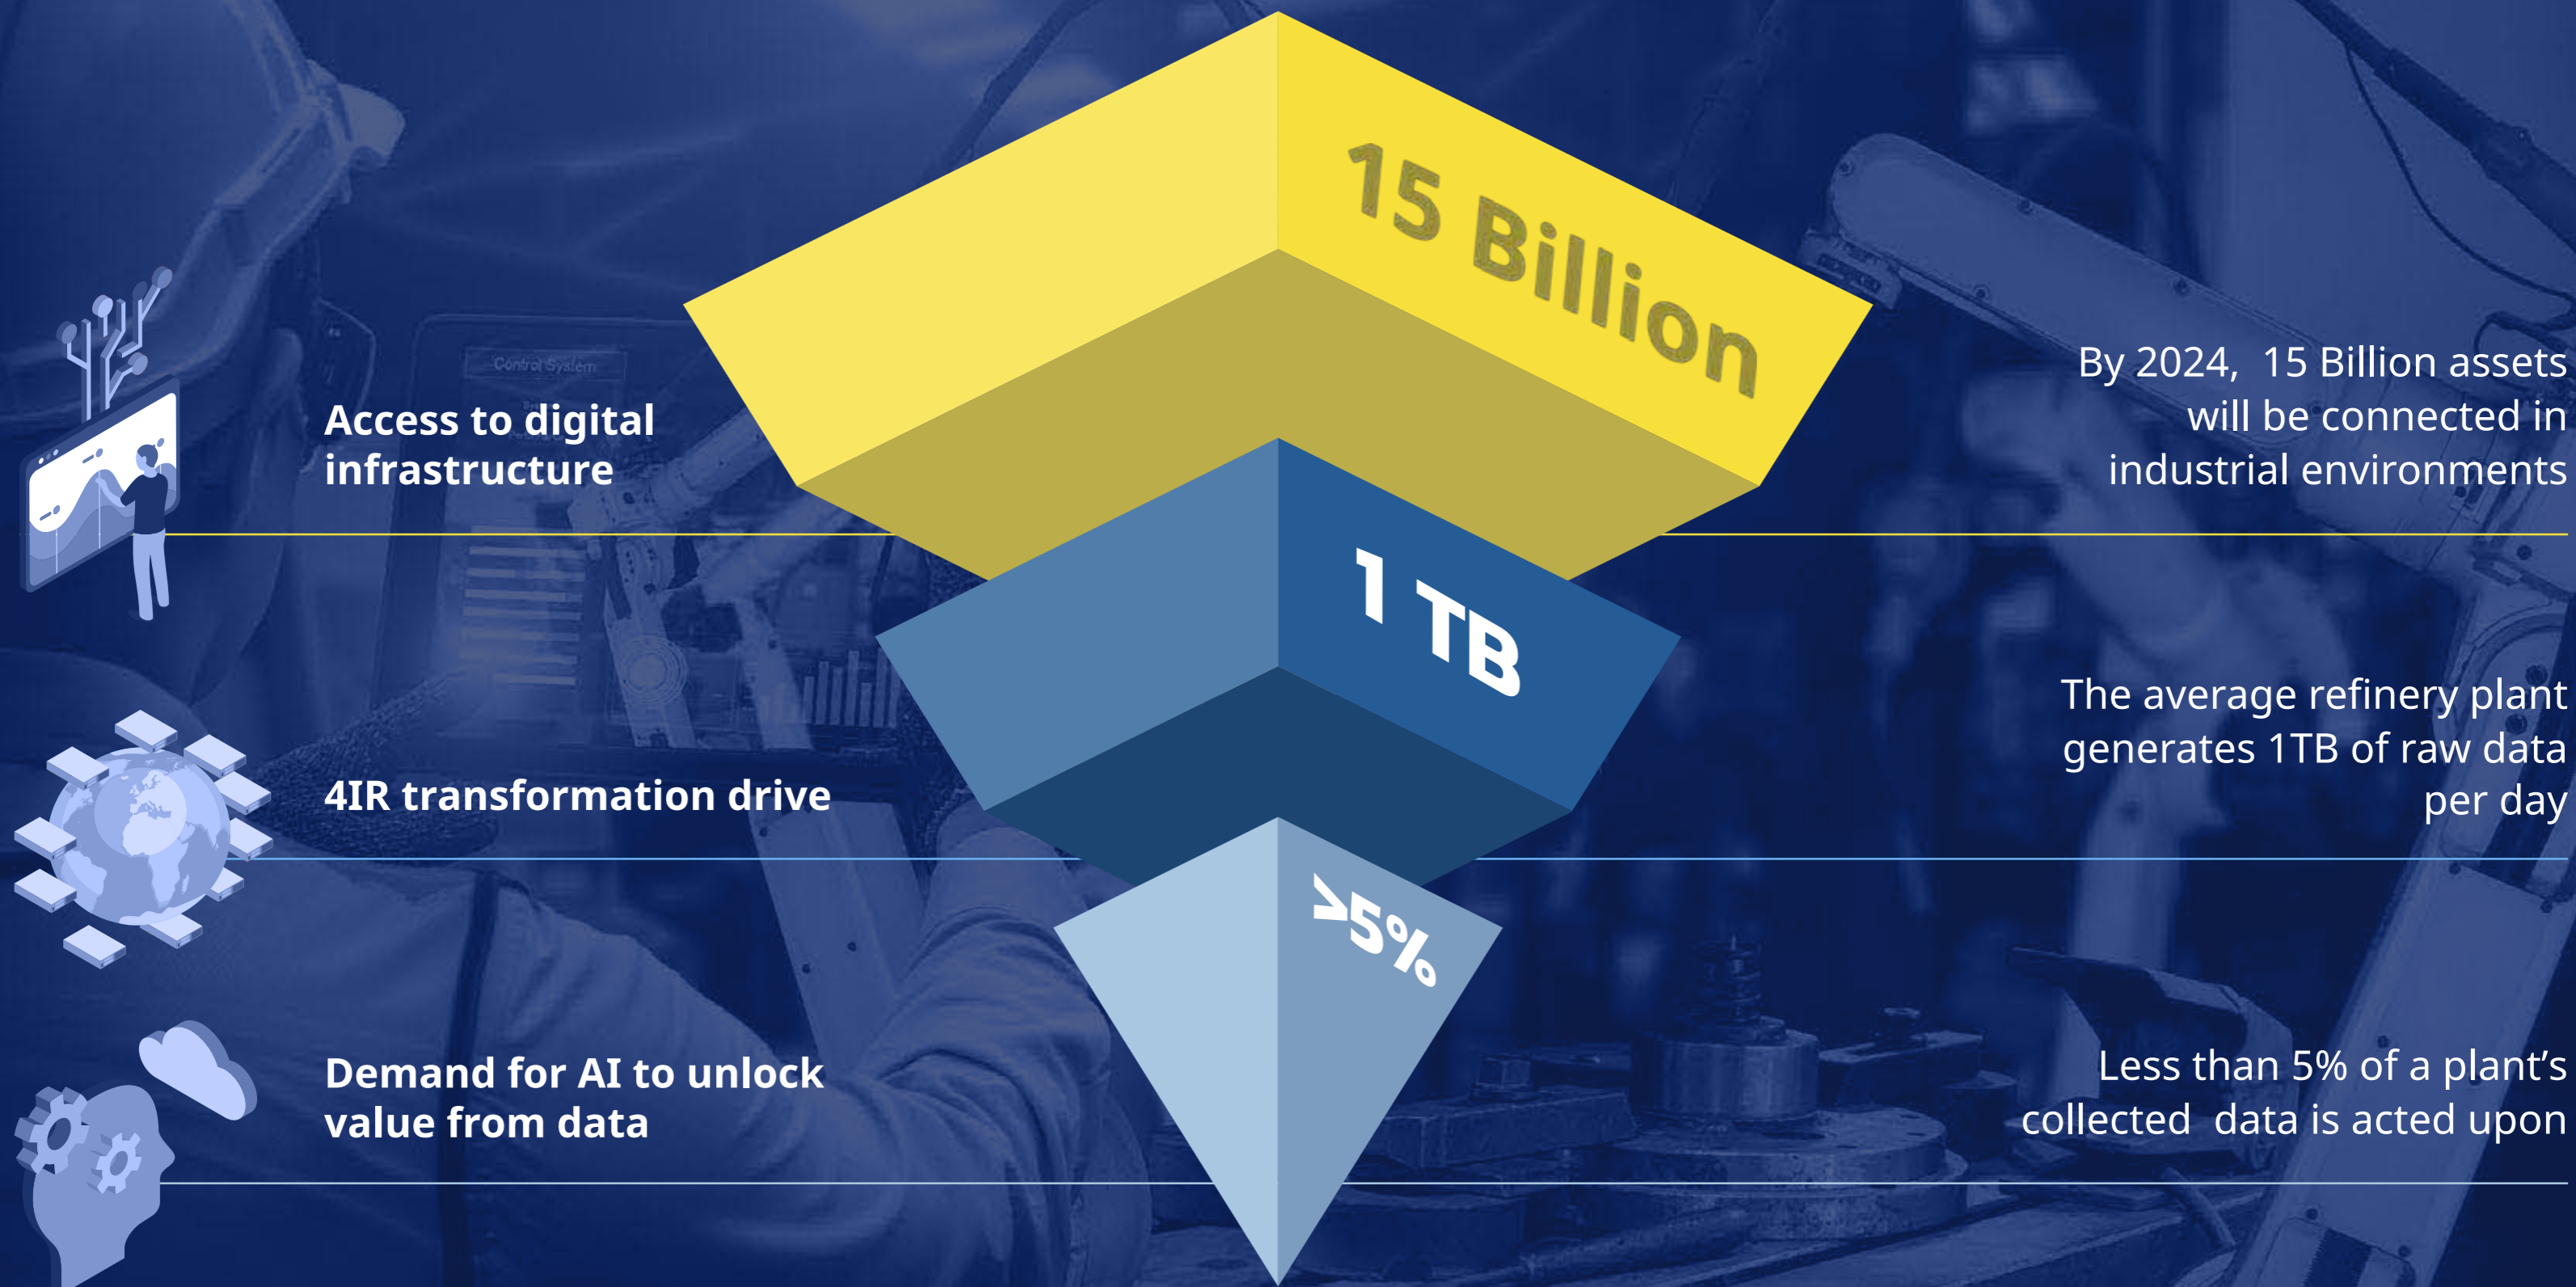 15 Billion
Control System
Access to digital
infrastructure
By 2024,  15 Billion assets
will be connected in
industrial environments
1 TB
4IR transformation drive
The average refinery plant
generates 1TB of raw data
per day
>5%
Demand for AI to unlock
value from data
Less than 5% of a plant’s
collected  data is acted upon